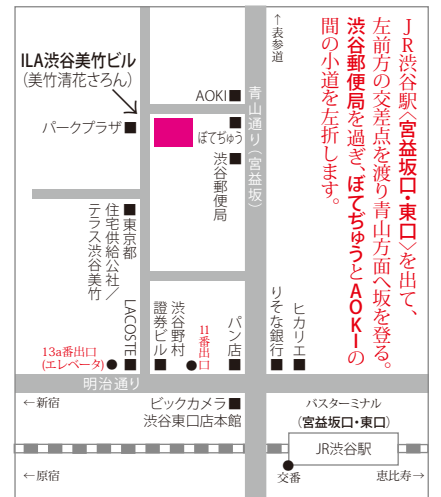 JR渋谷駅〈宮益坂口・東口〉を出て、
左前方の交差点を渡り青山方面へ坂を登る。
渋谷郵便局を過ぎ、ぼてぢゅうとAOKIの
間の小道を左折します。
↑表参道
ILA渋谷美竹ビル
(美竹清花さろん)
AOKI■
青山通り(宮益坂)
パークプラザ■
■ぼてぢゅう
■渋谷郵便局
■東京都
住宅供給公社／
テラス渋谷美竹
LACOSTE■
渋谷野村
證券ビル■
11番出口●
パン店■
りそな銀行■
ヒカリエ■
13a番出口
(エレベータ)●
明治通り
←新宿
ビックカメラ■
渋谷東口店本館
バスターミナル
(宮益坂口・東口)
JR渋谷駅
←原宿
交番
恵比寿→